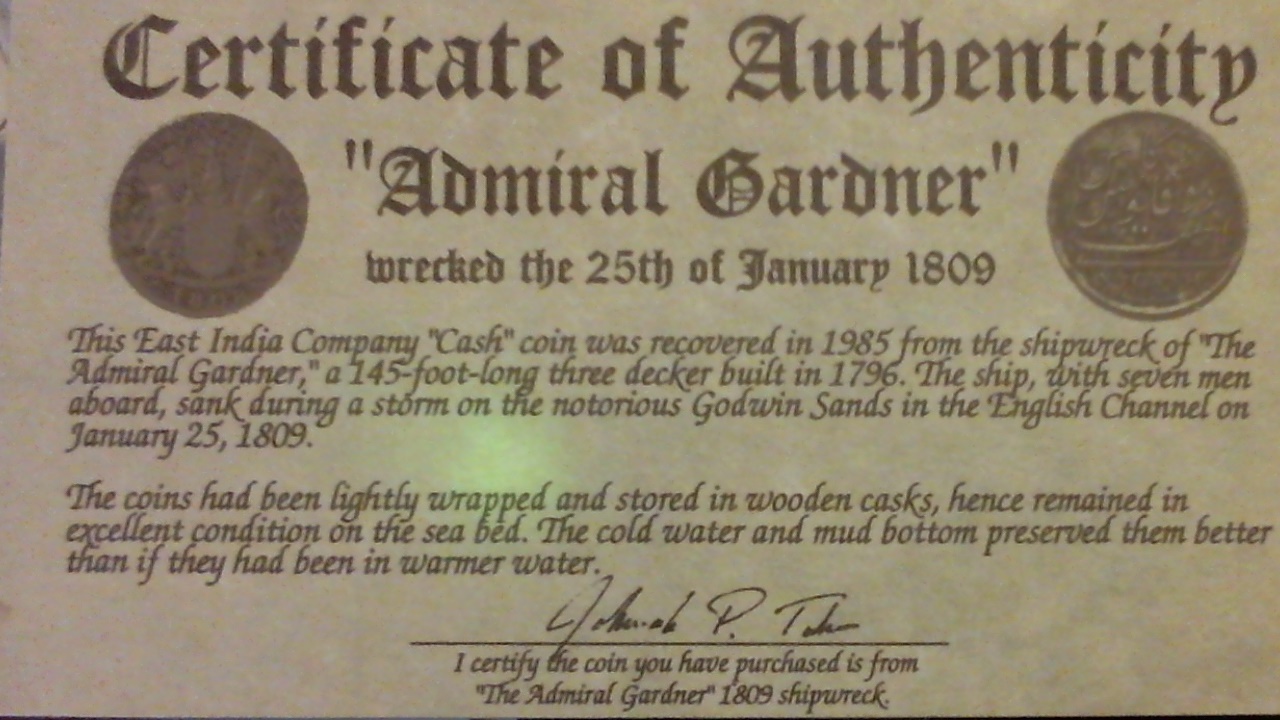 Certificate of Authenticity
"Admiral Gardner"
wrecked the 25th of January 1809
This East India Company "Cash" coin was recovered in 1985 from the shipwreck of "The
Admiral Gardner," a 145-foot-long three decker built in 1796. The ship, with seven men
aboard, sank during a storm on the notorious Godwin Sands in the English Channel on
January 25, 1809.
The coins had been lightly wrapped and stored in wooden casks, hence remained in
excellent condition on the sea bed. The cold water and mud bottom preserved them better
than if they had been in warmer water.
P.
I certify the coin you have purchased is from
"The Admiral Gardner" 1809 shipwreck.